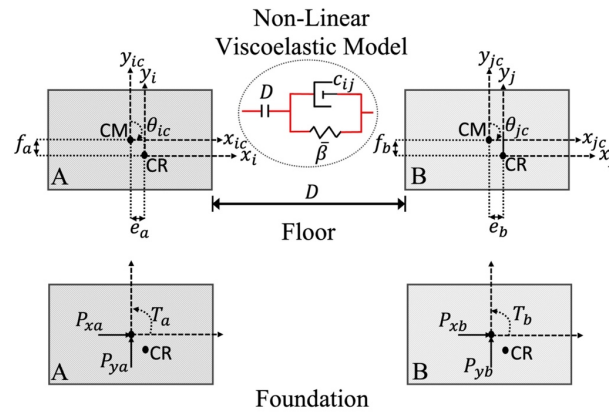 Non-Linear
Viscoelastic Model
y_ic
y_i
CM
θ_ic
x_ic
x_i
CR
f_a
A
e_a
D
c_ij
β̄
y_jc
y_j
CM
θ_jc
x_jc
CR
f_b
B
e_b
D
Floor
P_xa
T_a
CR
P_ya
A
P_xb
T_b
CR
P_yb
B
Foundation